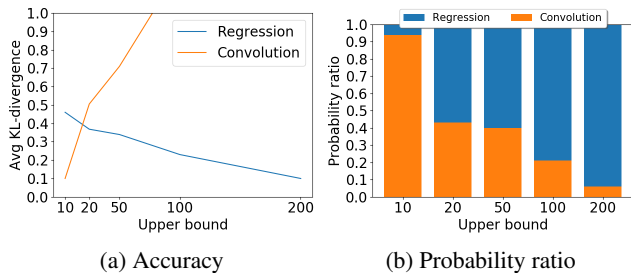 Avg KL-divergence
1.0
0.9
0.8
0.7
0.6
0.5
0.4
0.3
0.2
0.1
0.0
Regression
Convolution
10 20 50 100 200
Upper bound
(a) Accuracy
Regression Convolution
Probability ratio
1.0
0.9
0.8
0.7
0.6
0.5
0.4
0.3
0.2
0.1
0.0
10 20 50 100 200
Upper bound
(b) Probability ratio